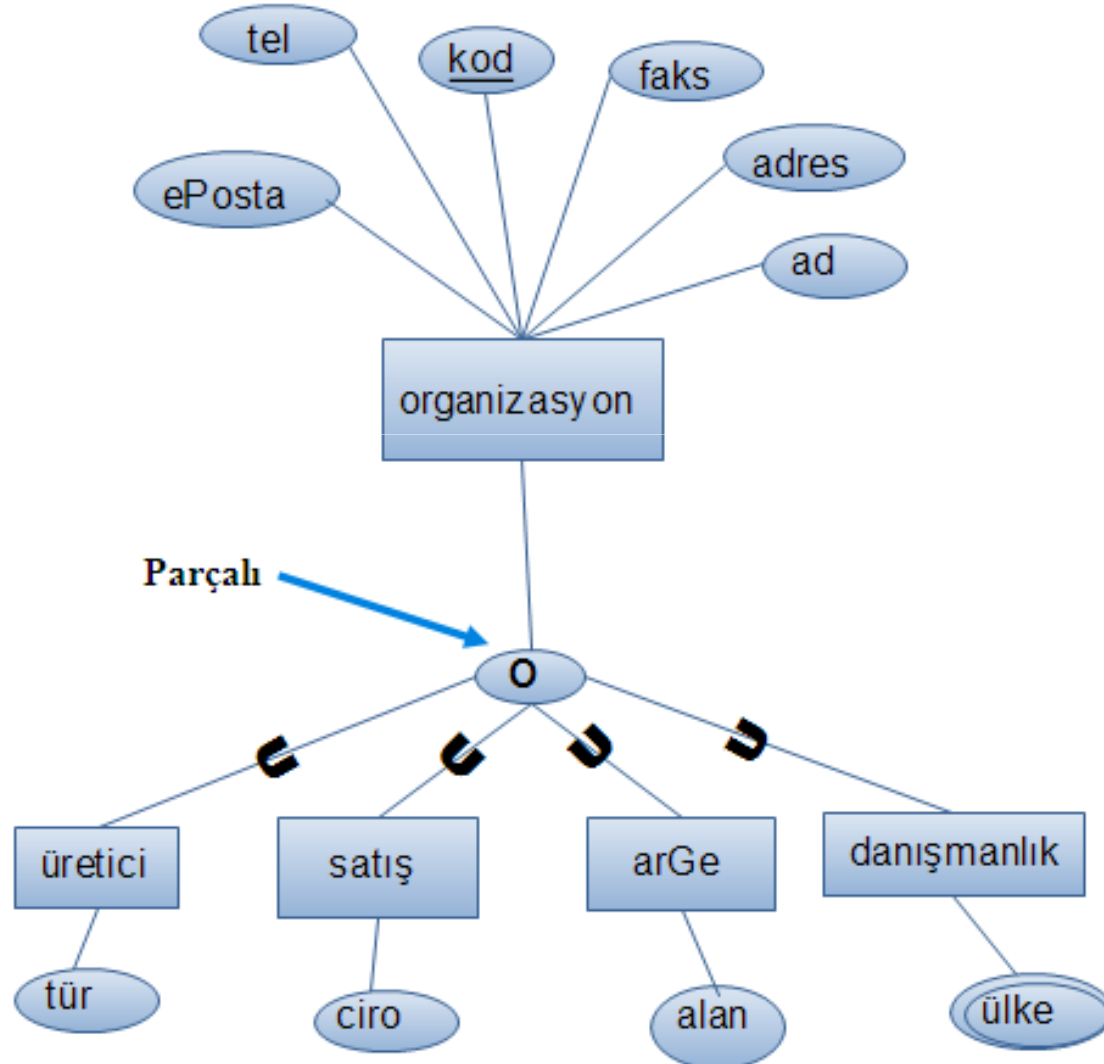 tel
kod
faks
ePosta
adres
ad
organizasyon
Parçalı
O
üretici
satış
arGe
danışmanlık
tür
ciro
alan
ülke